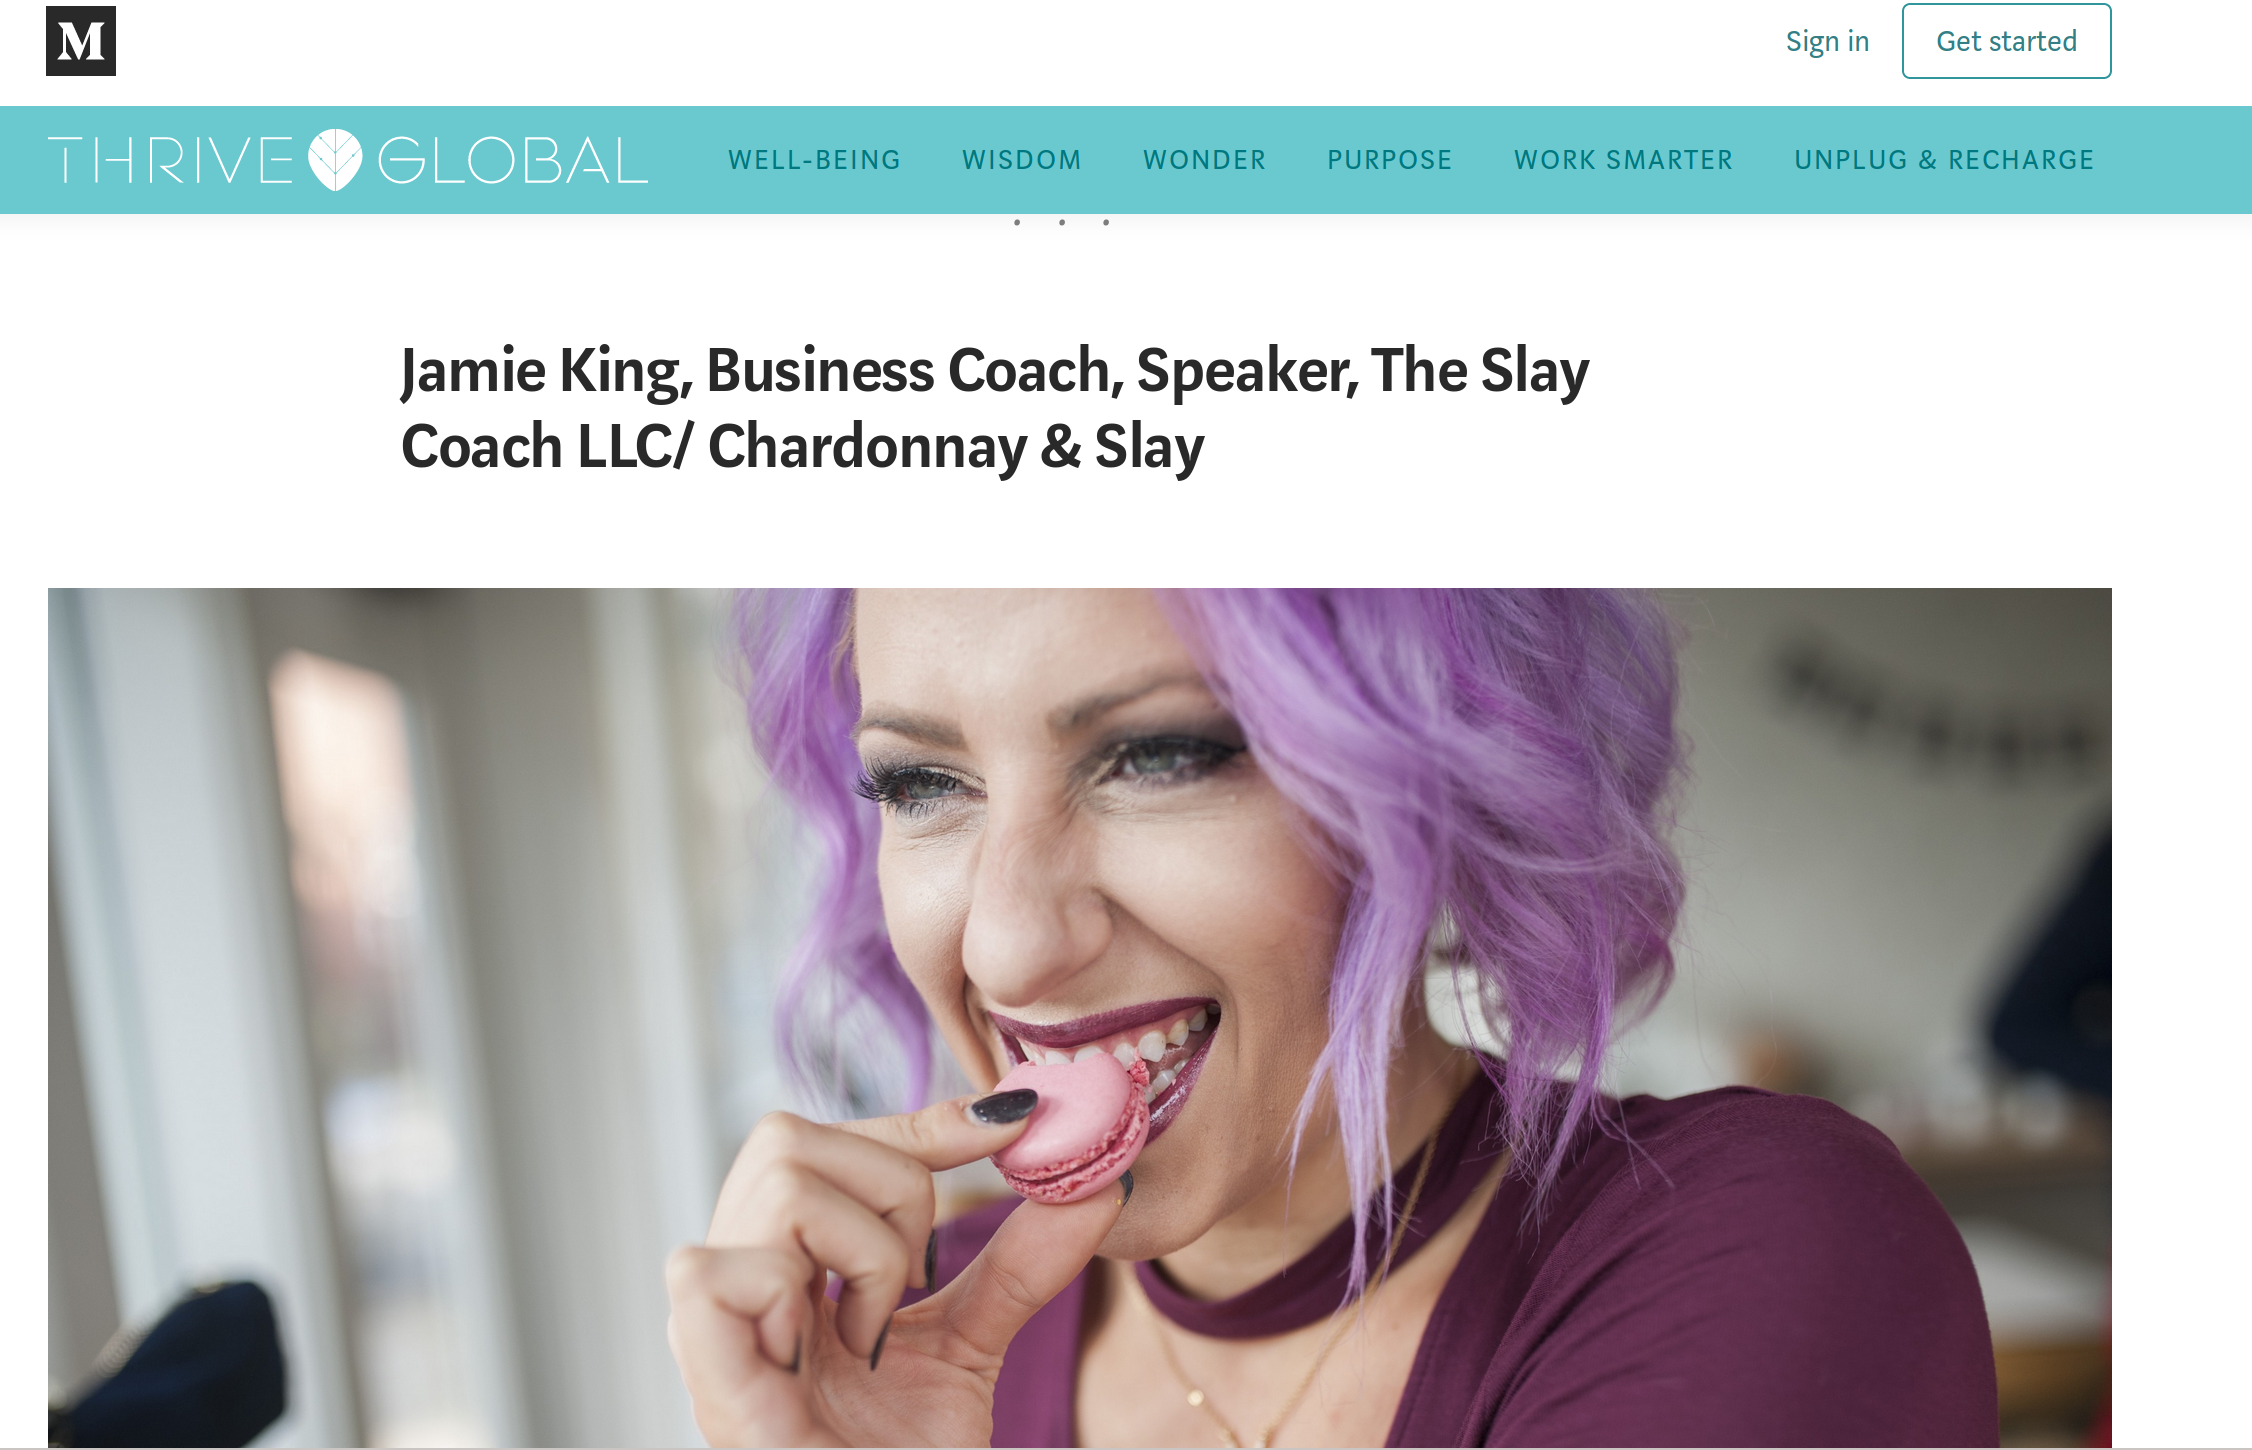 M
Sign in
Get started
THRIVE GLOBAL
WELL-BEING
WISDOM
WONDER
PURPOSE
WORK SMARTER
UNPLUG & RECHARGE
. . .
Jamie King, Business Coach, Speaker, The Slay
Coach LLC/ Chardonnay & Slay